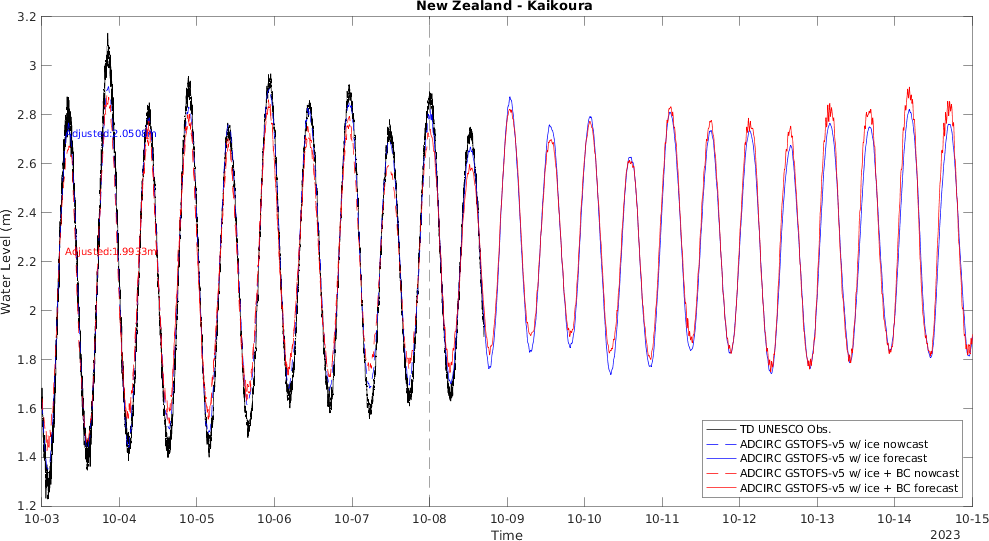 New Zealand - Kaikoura
3.2
3
2.8
2.6
2.4
2.2
2
1.8
1.6
1.4
1.2
Water Level (m)
Adjusted:2.0508m
Adjusted:1.9933m
TD UNESCO Obs.
ADCIRC GSTOFS-v5 w/ ice nowcast
ADCIRC GSTOFS-v5 w/ ice forecast
ADCIRC GSTOFS-v5 w/ ice + BC nowcast
ADCIRC GSTOFS-v5 w/ ice + BC forecast
10-03 10-04 10-05 10-06 10-07 10-08 10-09 10-10 10-11 10-12 10-13 10-14 10-15
Time
2023